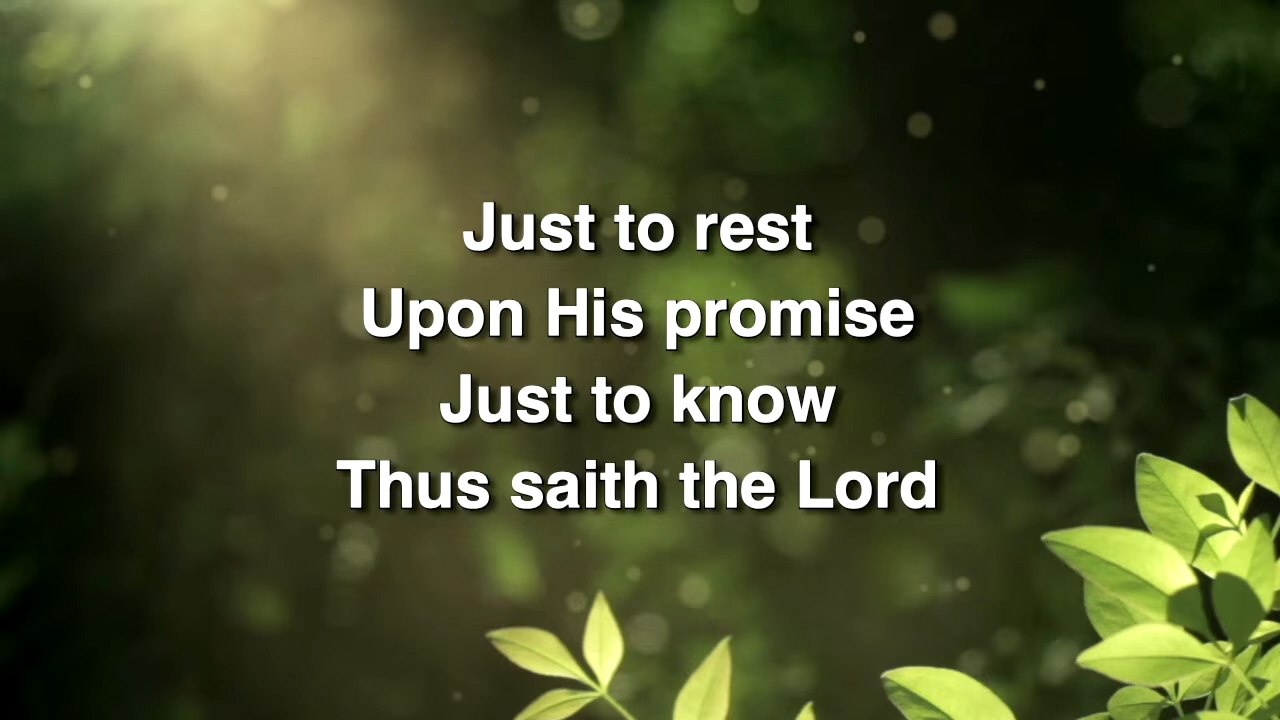 Just to rest
Upon His promise
Just to know
Thus saith the Lord